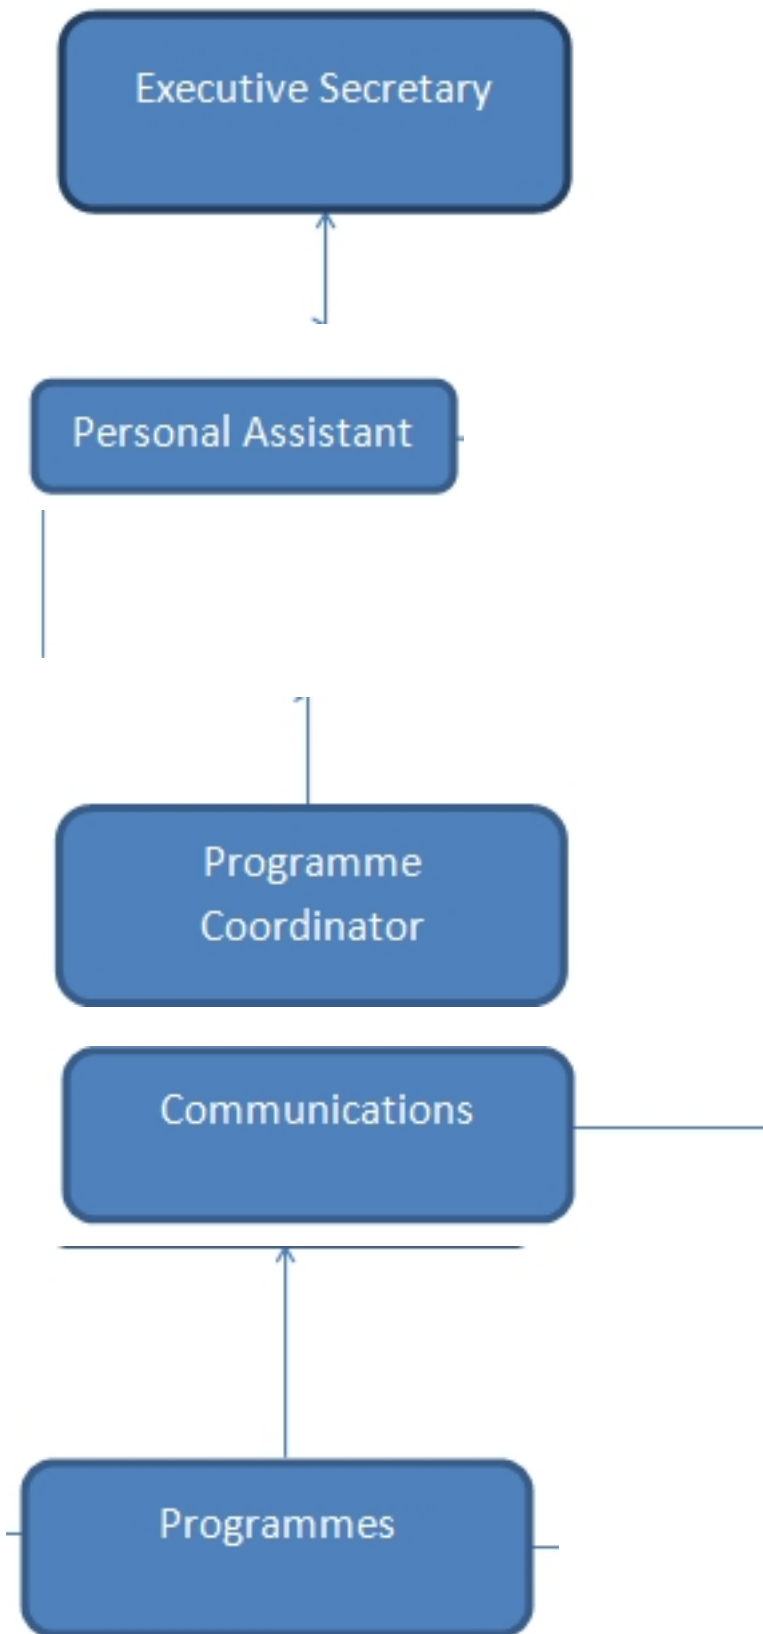 Executive Secretary
Personal Assistant
Programme
Coordinator
Communications
Programmes